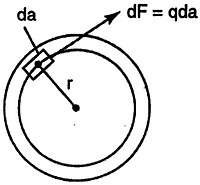 da
dF = qda
r